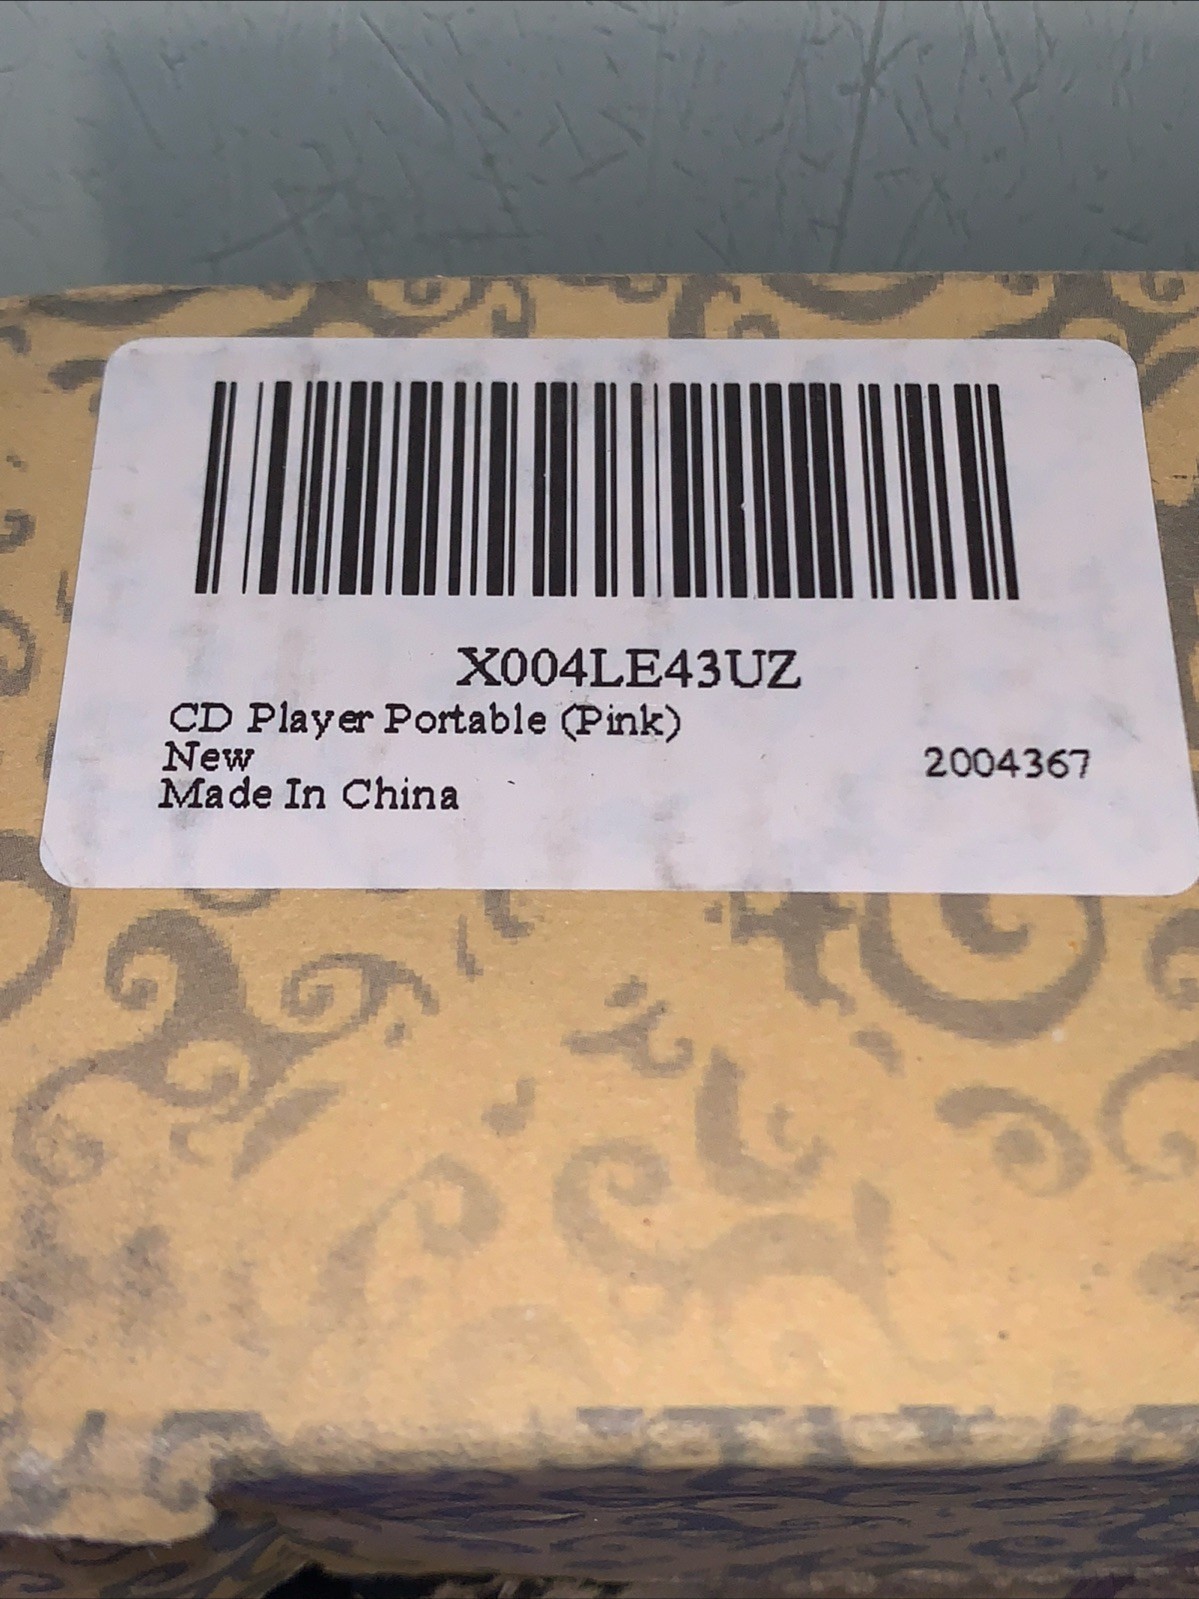 X004LE43UZ
CD Player Portable (Pink)
New
2004367
Made In China